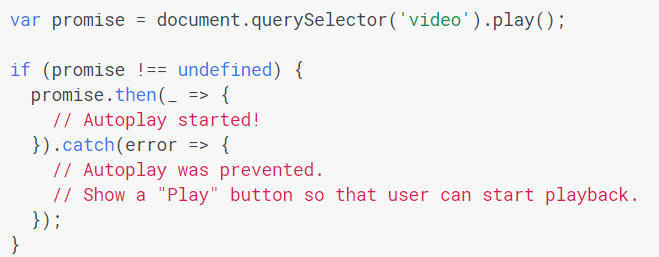 var promise = document.querySelector('video').play();

if (promise !== undefined) {
  promise.then(_ => {
    // Autoplay started!
  }).catch(error => {
    // Autoplay was prevented.
    // Show a "Play" button so that user can start playback.
  });
}